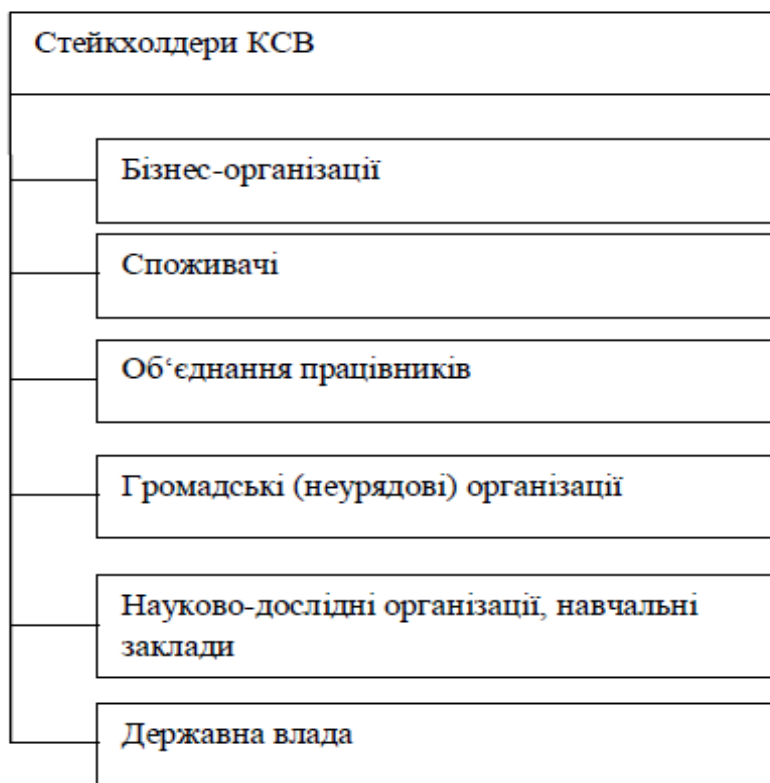 Стейкхолдери КСВ
Бізнес-організації
Споживачі
Об‘єднання працівників
Громадські (неурядові) організації
Науково-дослідні організації, навчальні
заклади
Державна влада